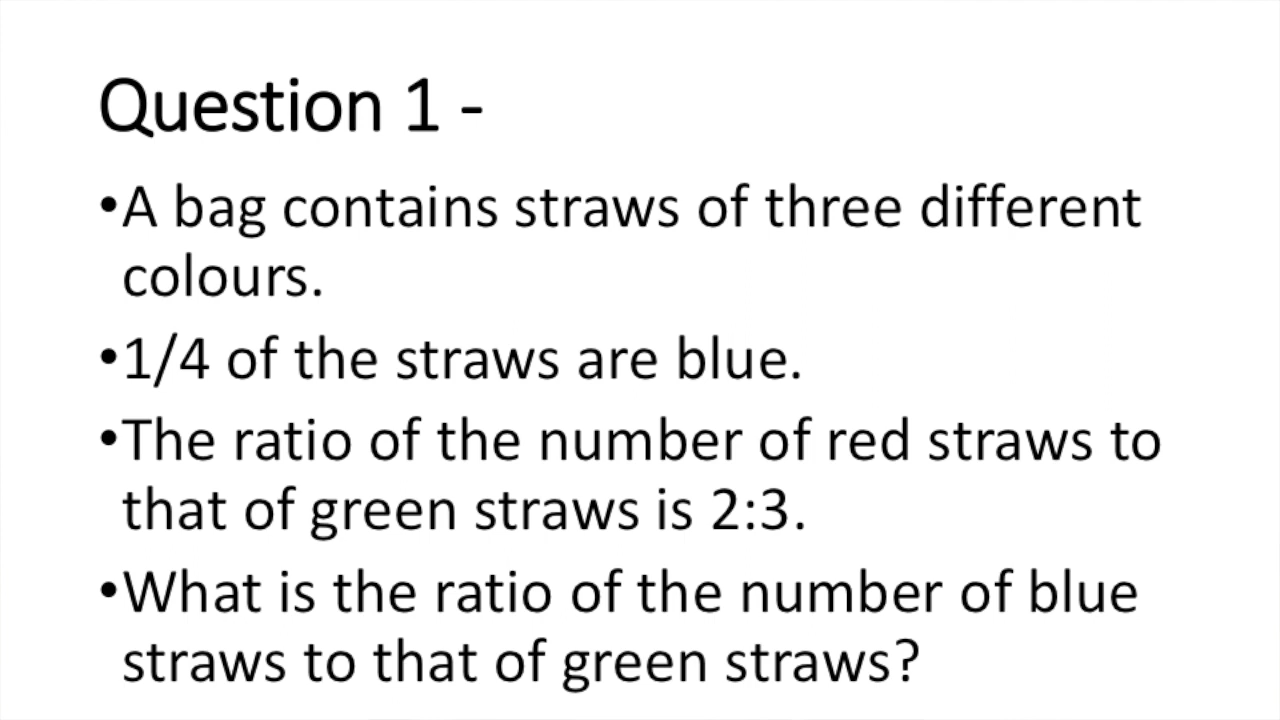 Question 1 -
•A bag contains straws of three different
colours.
•1/4 of the straws are blue.
•The ratio of the number of red straws to
that of green straws is 2:3.
•What is the ratio of the number of blue
straws to that of green straws?